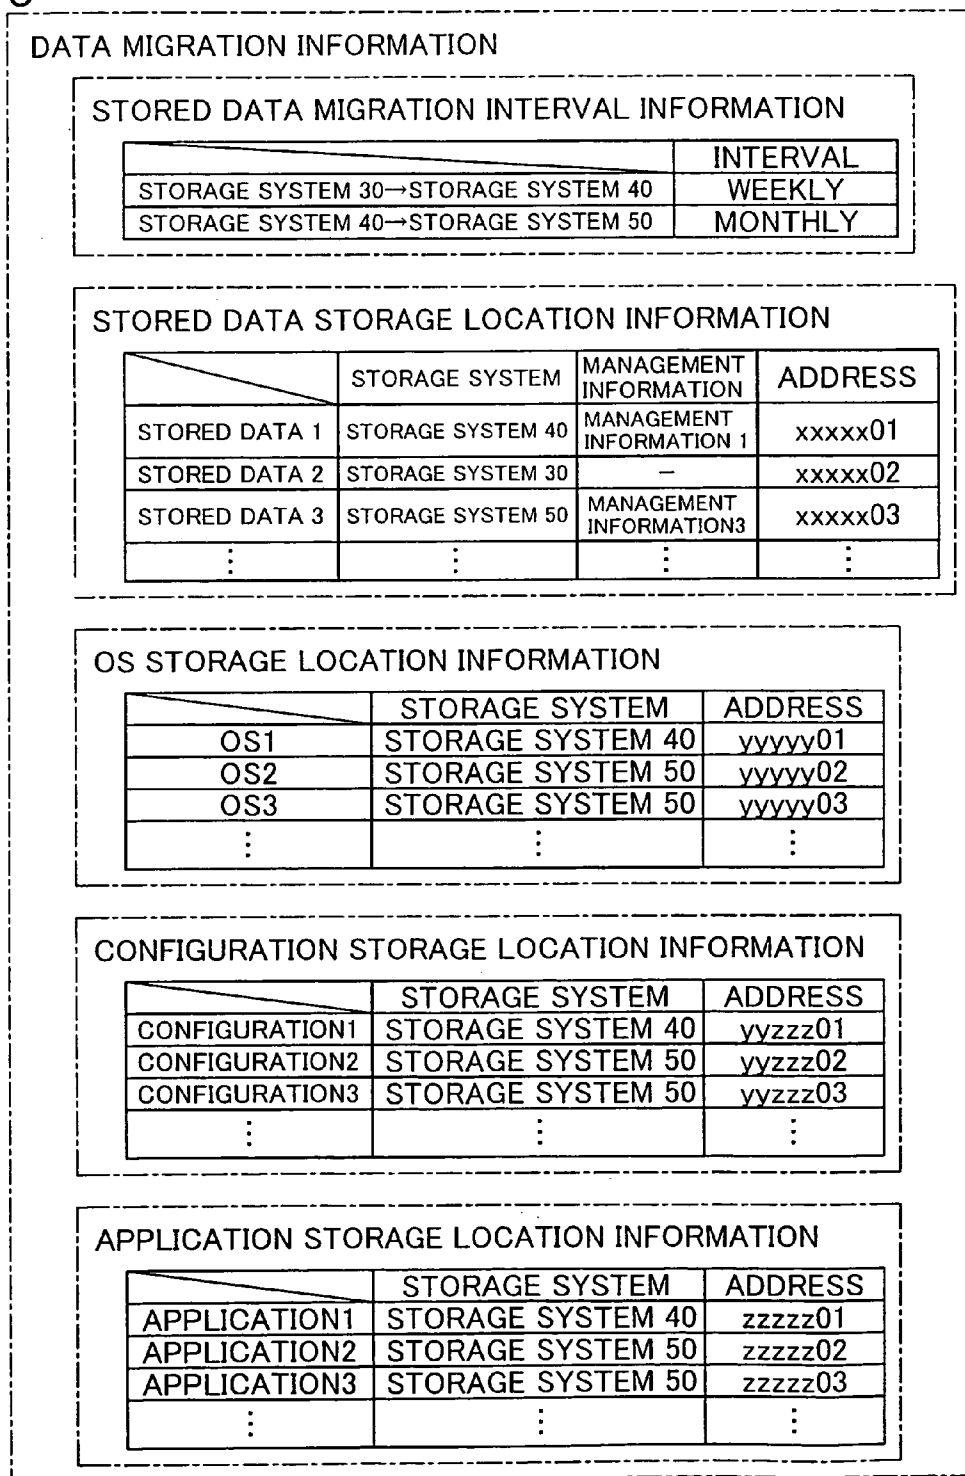 DATA MIGRATION INFORMATION
STORED DATA MIGRATION INTERVAL INFORMATION
INTERVAL
STORAGE SYSTEM 30→STORAGE SYSTEM 40 WEEKLY
STORAGE SYSTEM 40→STORAGE SYSTEM 50 MONTHLY
STORED DATA STORAGE LOCATION INFORMATION
STORAGE SYSTEM MANAGEMENT INFORMATION ADDRESS
STORED DATA 1 STORAGE SYSTEM 40 MANAGEMENT INFORMATION 1 xxxxx01
STORED DATA 2 STORAGE SYSTEM 30 − xxxxx02
STORED DATA 3 STORAGE SYSTEM 50 MANAGEMENT INFORMATION3 xxxxx03
⋮ ⋮ ⋮ ⋮
OS STORAGE LOCATION INFORMATION
STORAGE SYSTEM ADDRESS
OS1 STORAGE SYSTEM 40 yyyyy01
OS2 STORAGE SYSTEM 50 yyyyy02
OS3 STORAGE SYSTEM 50 yyyyy03
⋮ ⋮ ⋮
CONFIGURATION STORAGE LOCATION INFORMATION
STORAGE SYSTEM ADDRESS
CONFIGURATION1 STORAGE SYSTEM 40 yyzzz01
CONFIGURATION2 STORAGE SYSTEM 50 yyzzz02
CONFIGURATION3 STORAGE SYSTEM 50 yyzzz03
⋮ ⋮ ⋮
APPLICATION STORAGE LOCATION INFORMATION
STORAGE SYSTEM ADDRESS
APPLICATION1 STORAGE SYSTEM 40 zzzzz01
APPLICATION2 STORAGE SYSTEM 50 zzzzz02
APPLICATION3 STORAGE SYSTEM 50 zzzzz03
⋮ ⋮ ⋮